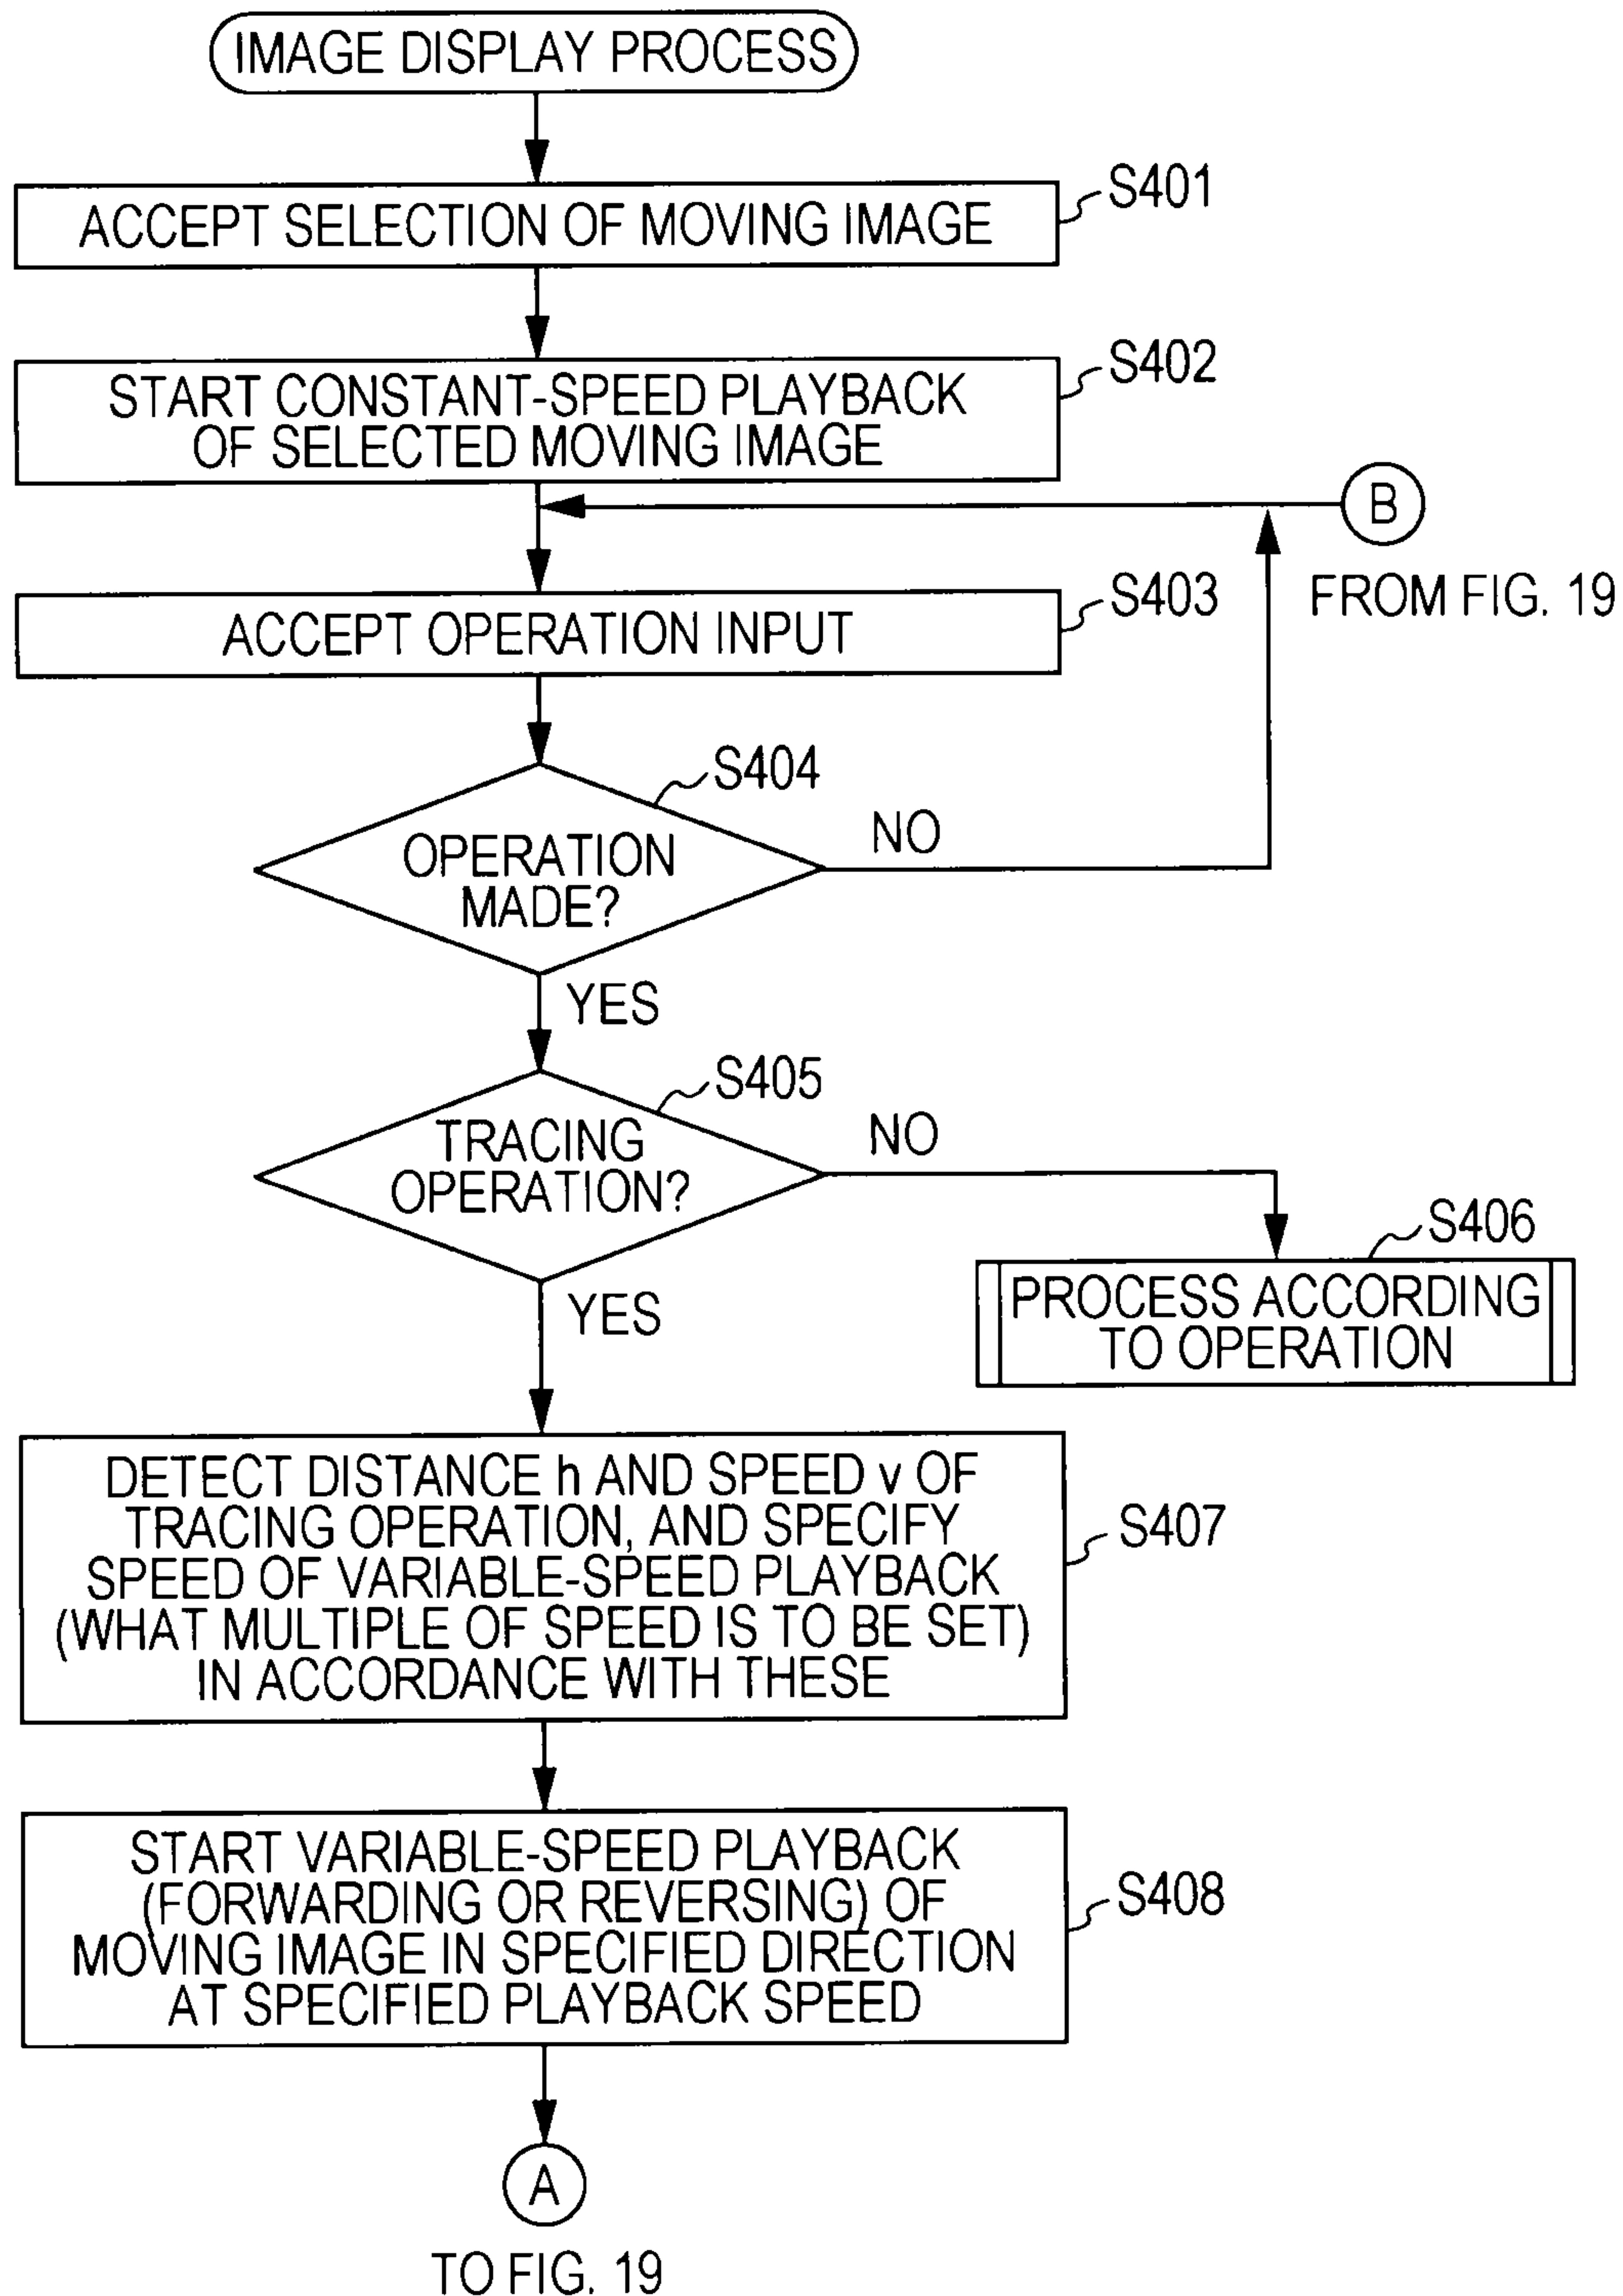 IMAGE DISPLAY PROCESS
S401
ACCEPT SELECTION OF MOVING IMAGE
S402
START CONSTANT-SPEED PLAYBACK
OF SELECTED MOVING IMAGE
B
FROM FIG. 19
S403
ACCEPT OPERATION INPUT
S404
OPERATION
MADE?
NO
YES
S405
TRACING
OPERATION?
NO
YES
S406
PROCESS ACCORDING
TO OPERATION
DETECT DISTANCE h AND SPEED v OF
TRACING OPERATION, AND SPECIFY
SPEED OF VARIABLE-SPEED PLAYBACK
(WHAT MULTIPLE OF SPEED IS TO BE SET)
IN ACCORDANCE WITH THESE
S407
START VARIABLE-SPEED PLAYBACK
(FORWARDING OR REVERSING) OF
MOVING IMAGE IN SPECIFIED DIRECTION
AT SPECIFIED PLAYBACK SPEED
S408
A
TO FIG. 19